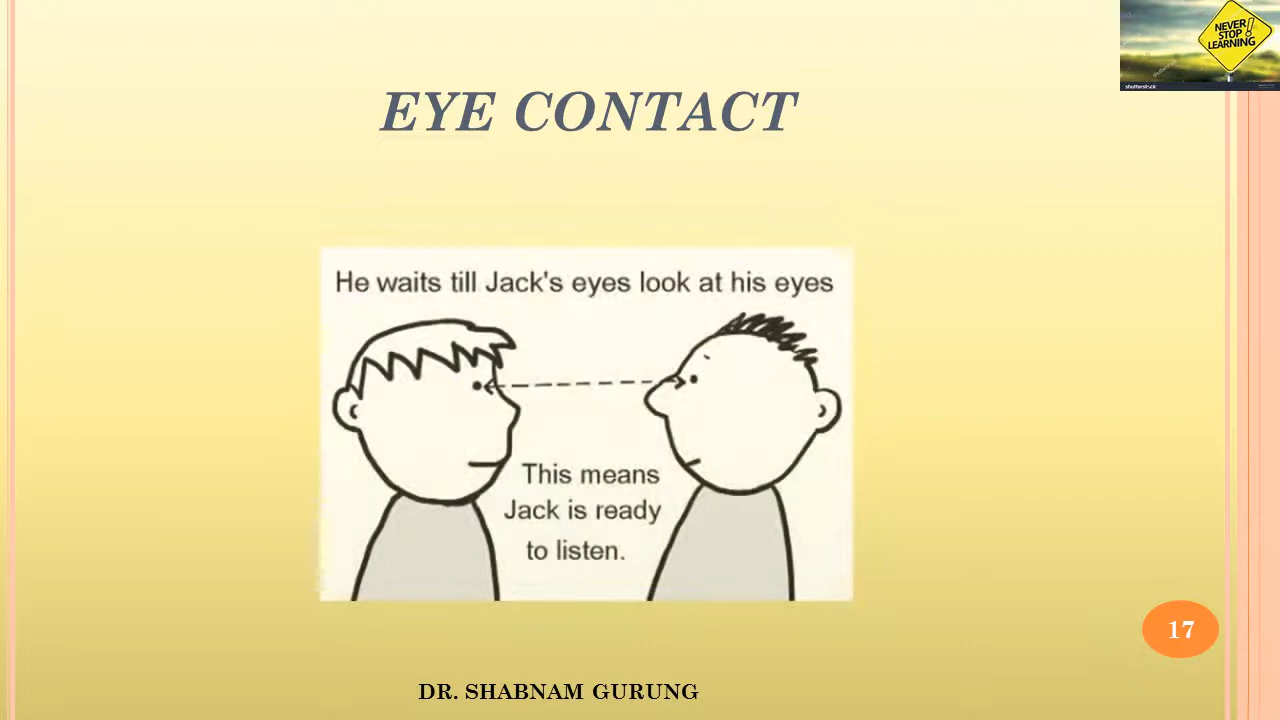 NEVER
STOP
LEARNING
shutterstock
EYE CONTACT
He waits till Jack's eyes look at his eyes
This means
Jack is ready
to listen.
17
DR. SHABNAM GURUNG